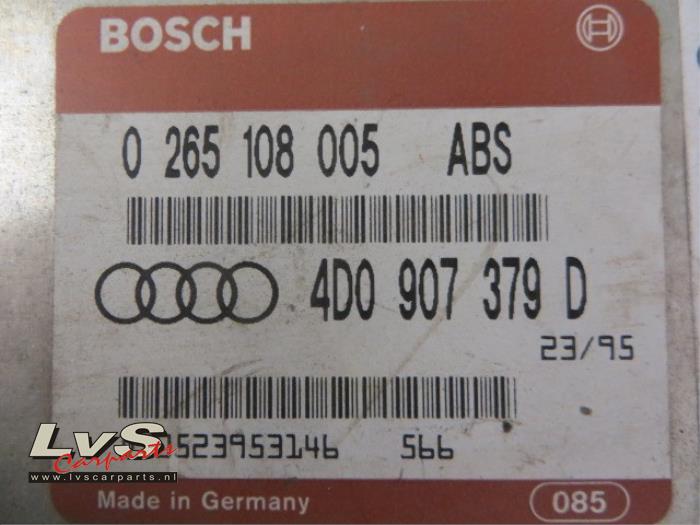 BOSCH
0 265 108 005 ABS
4D0 907 379 D
23/95
523953146 566
LvS
Carparts
www.lvscarparts.nl
Made in Germany
085